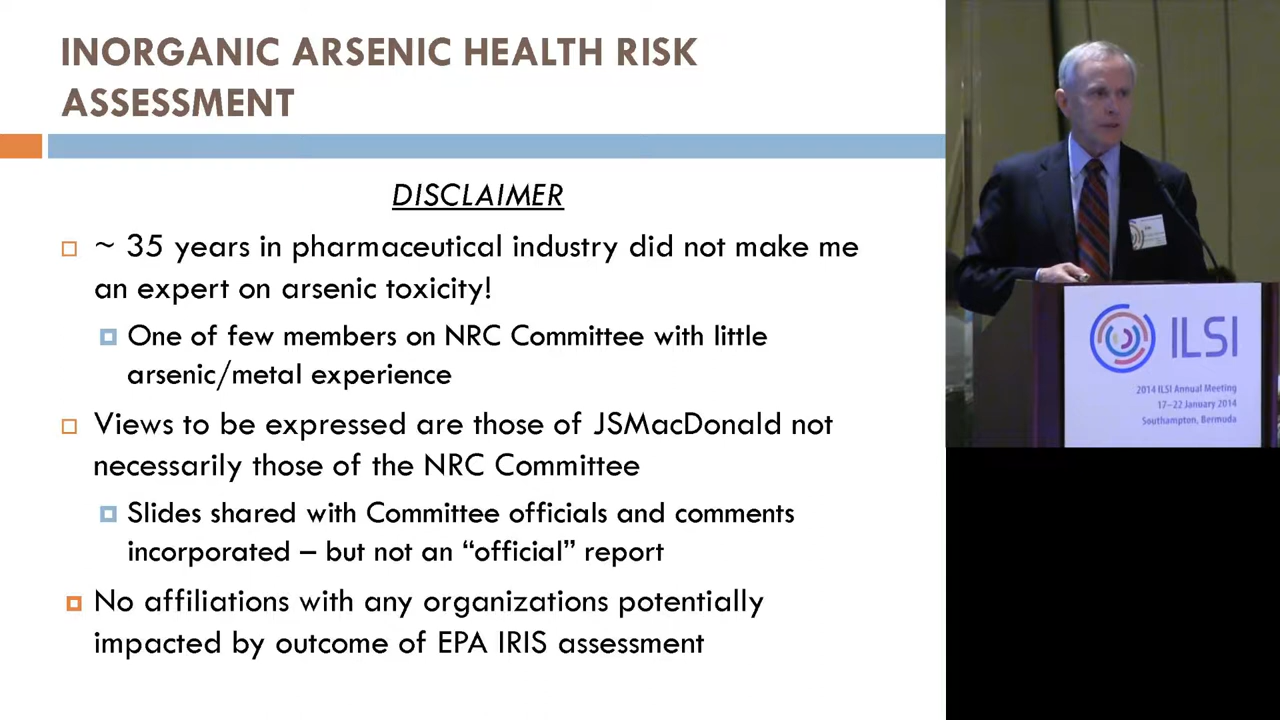 INORGANIC ARSENIC HEALTH RISK
ASSESSMENT
DISCLAIMER
~ 35 years in pharmaceutical industry did not make me
an expert on arsenic toxicity!
One of few members on NRC Committee with little
arsenic/metal experience
Views to be expressed are those of JSMacDonald not
necessarily those of the NRC Committee
Slides shared with Committee officials and comments
incorporated – but not an “official” report
No affiliations with any organizations potentially
impacted by outcome of EPA IRIS assessment
ILSI
2014 ILSI Annual Meeting
17–22 January 2014
Southampton, Bermuda